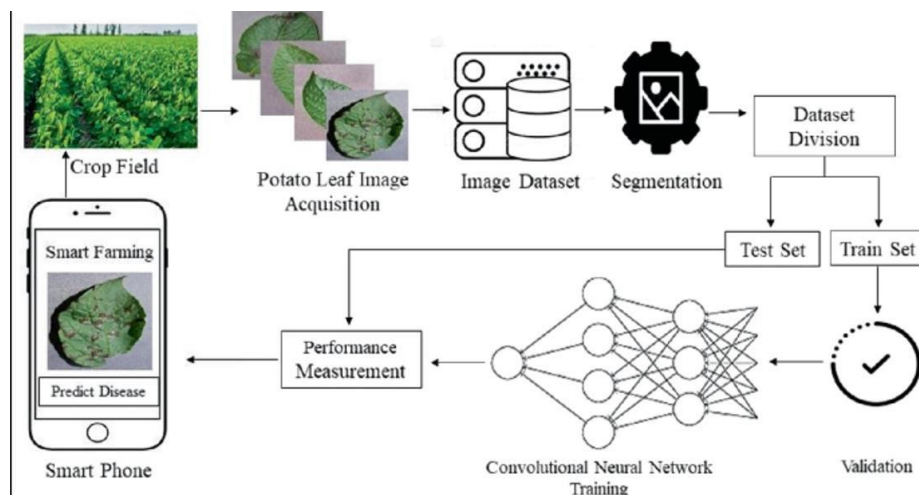 Crop Field
Potato Leaf Image
Acquisition
Image Dataset
Segmentation
Dataset
Division
Test Set
Train Set
Smart Farming
Predict Disease
Smart Phone
Performance
Measurement
Convolutional Neural Network
Training
Validation